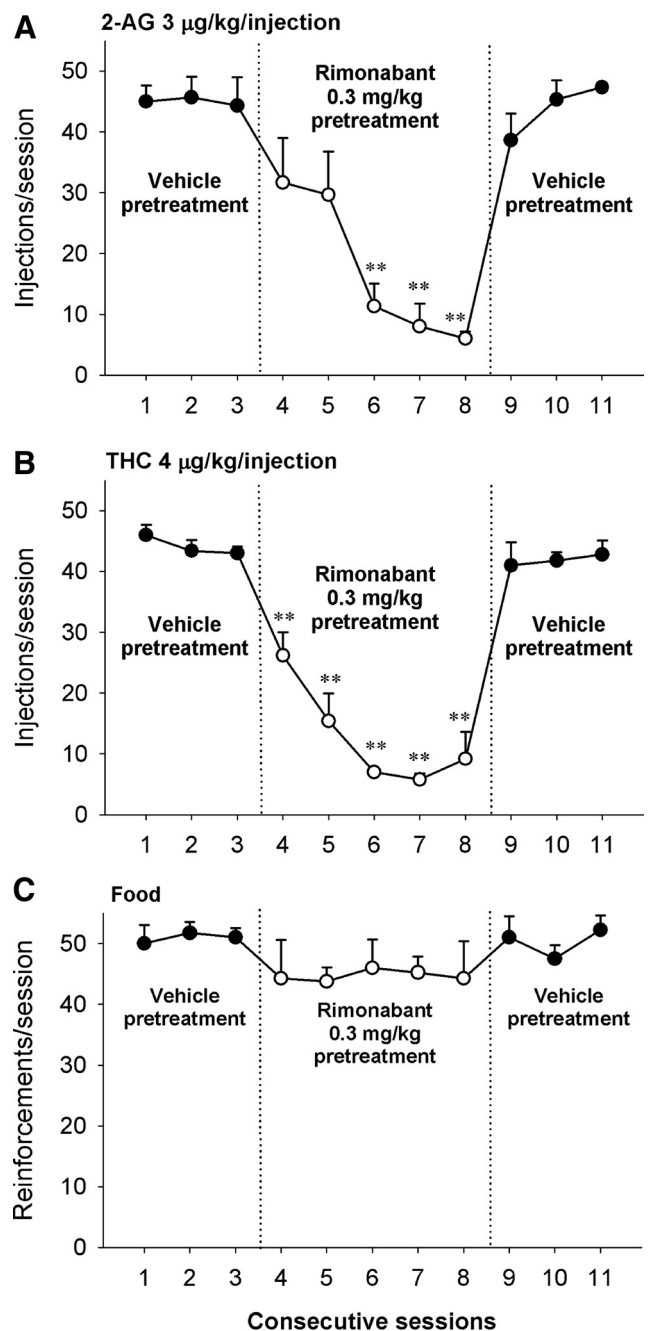 A
2-AG 3 μg/kg/injection
50
40
30
20
10
0
Injections/session
Vehicle
pretreatment
Rimonabant
0.3 mg/kg
pretreatment
Vehicle
pretreatment
**
**
**
1 2 3 4 5 6 7 8 9 10 11
B
THC 4 μg/kg/injection
50
40
30
20
10
0
Injections/session
Vehicle
pretreatment
Rimonabant
0.3 mg/kg
pretreatment
Vehicle
pretreatment
**
**
**
**
**
1 2 3 4 5 6 7 8 9 10 11
C
Food
50
40
30
20
10
0
Reinforcements/session
Vehicle
pretreatment
Rimonabant
0.3 mg/kg
pretreatment
Vehicle
pretreatment
1 2 3 4 5 6 7 8 9 10 11
Consecutive sessions